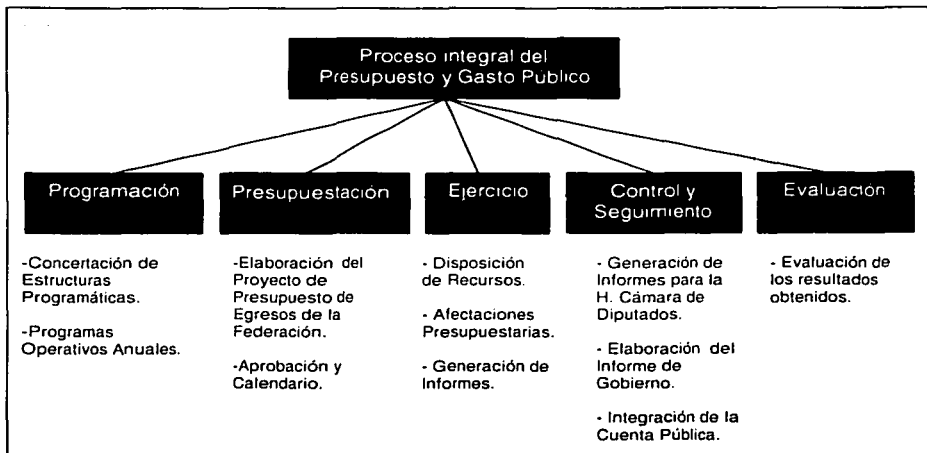 Proceso integral del
Presupuesto y Gasto Público
Programación
-Concertación de
Estructuras
Programáticas.
-Programas
Operativos Anuales.
Presupuestación
-Elaboración del
Proyecto de
Presupuesto de
Egresos de la
Federación.
-Aprobación y
Calendario.
Ejercicio
- Disposición
de Recursos.
- Afectaciones
Presupuestarias.
- Generación de
Informes.
Control y
Seguimiento
- Generación de
Informes para la
H. Cámara de
Diputados.
- Elaboración del
Informe de
Gobierno.
- Integración de la
Cuenta Pública.
Evaluación
- Evaluación de
los resultados
obtenidos.